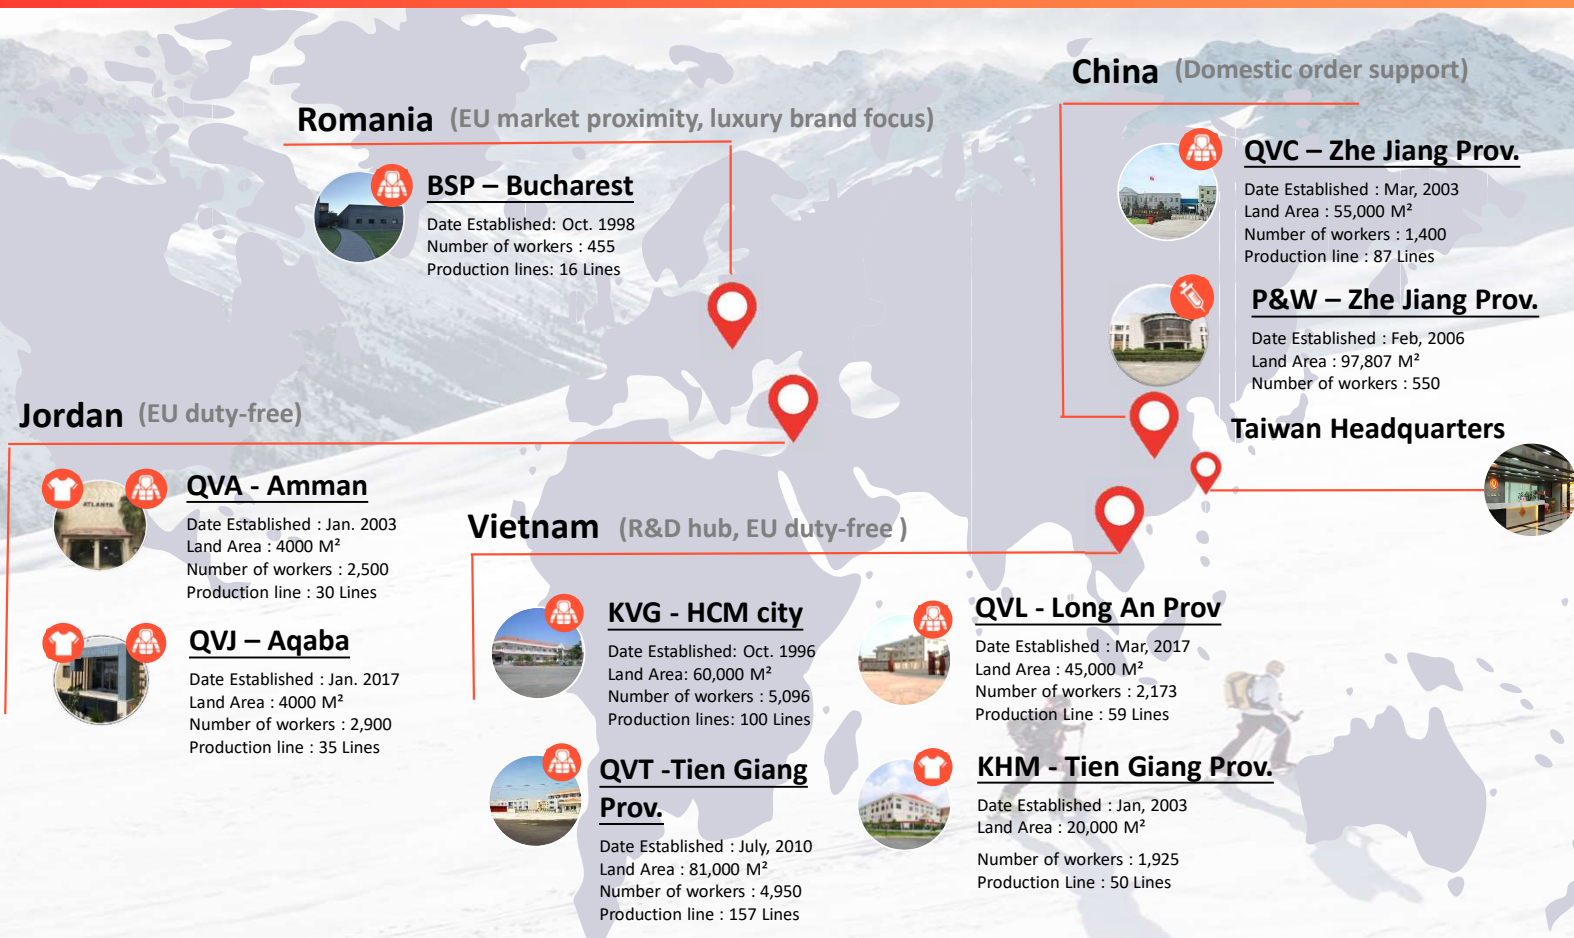 China (Domestic order support)
Romania (EU market proximity, luxury brand focus)
QVC – Zhe Jiang Prov.
Date Established : Mar, 2003
Land Area : 55,000 M²
Number of workers : 1,400
Production line : 87 Lines
BSP – Bucharest
Date Established: Oct. 1998
Number of workers : 455
Production lines: 16 Lines
P&W – Zhe Jiang Prov.
Date Established : Feb, 2006
Land Area : 97,807 M²
Number of workers : 550
Jordan (EU duty-free)
Taiwan Headquarters
QVA - Amman
Date Established : Jan. 2003
Land Area : 4000 M²
Number of workers : 2,500
Production line : 30 Lines
ATLANTA
QVJ – Aqaba
Date Established : Jan. 2017
Land Area : 4000 M²
Number of workers : 2,900
Production line : 35 Lines
Vietnam (R&D hub, EU duty-free )
KVG - HCM city
Date Established: Oct. 1996
Land Area: 60,000 M²
Number of workers : 5,096
Production lines: 100 Lines
QVL - Long An Prov
Date Established : Mar, 2017
Land Area : 45,000 M²
Number of workers : 2,173
Production Line : 59 Lines
QVT -Tien Giang
Prov.
Date Established : July, 2010
Land Area : 81,000 M²
Number of workers : 4,950
Production line : 157 Lines
KHM - Tien Giang Prov.
Date Established : Jan, 2003
Land Area : 20,000 M²
Number of workers : 1,925
Production Line : 50 Lines